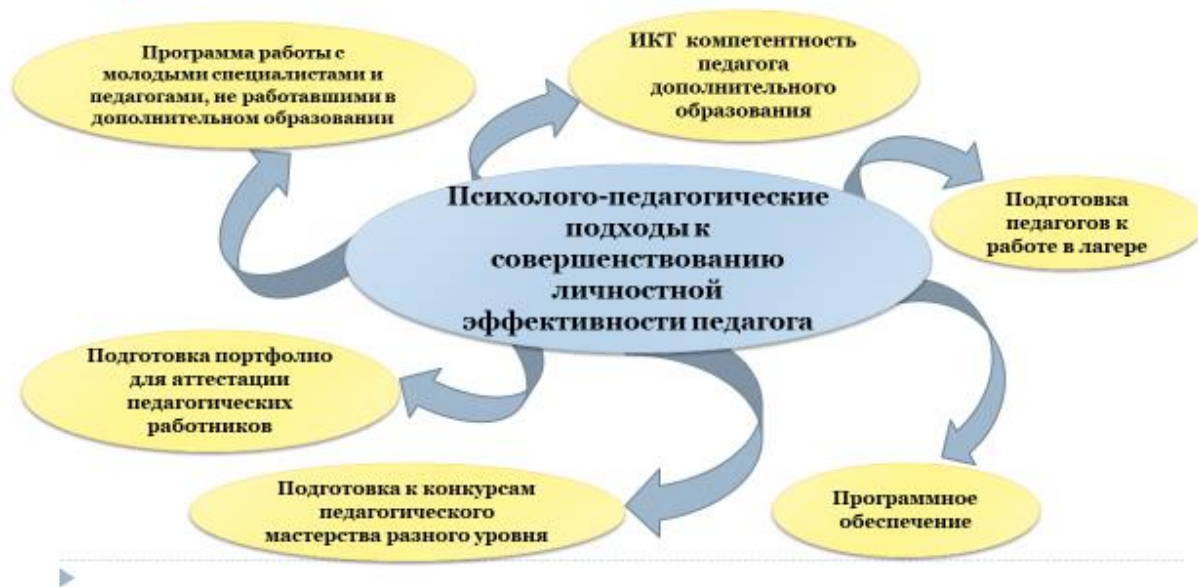 Программа работы с
молодыми специалистами и
педагогами, не работавшими в
дополнительном образовании
ИКТ компетентность
педагога
дополнительного
образования
Психолого-педагогические
подходы к
совершенствованию
личностной
эффективности педагога
Подготовка
педагогов к
работе в лагере
Подготовка портфолио
для аттестации
педагогических
работников
Подготовка к конкурсам
педагогического
мастерства разного уровня
Программное
обеспечение